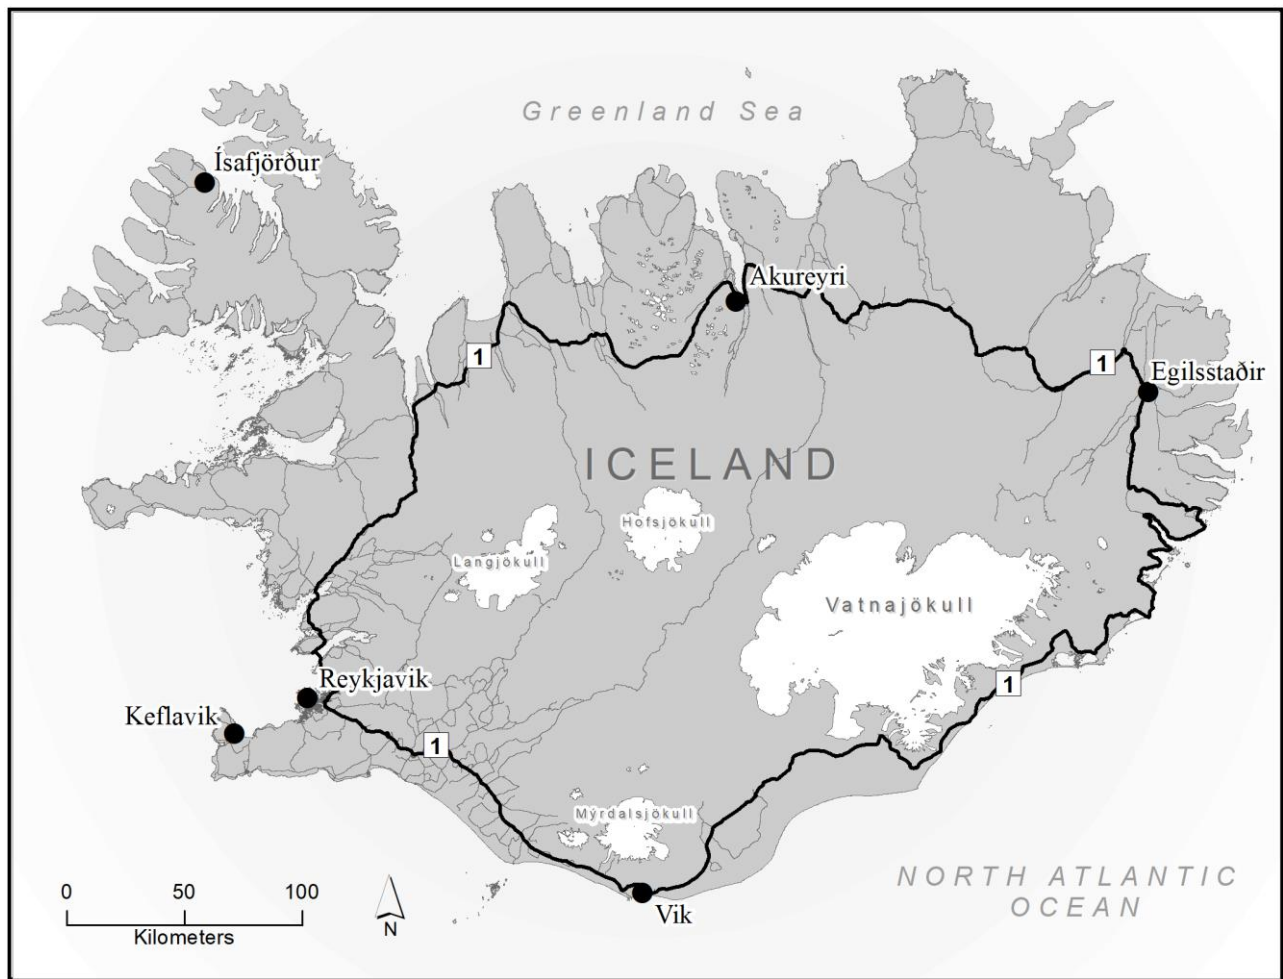 Greenland Sea
Ísafjörður
Akureyri
1
1
Egilsstaðir
ICELAND
Hofsjökull
Langjökull
Vatnajökull
Reykjavik
1
Keflavik
1
Mýrdalsjökull
NORTH ATLANTIC
OCEAN
0 50 100
Kilometers
N
Vik